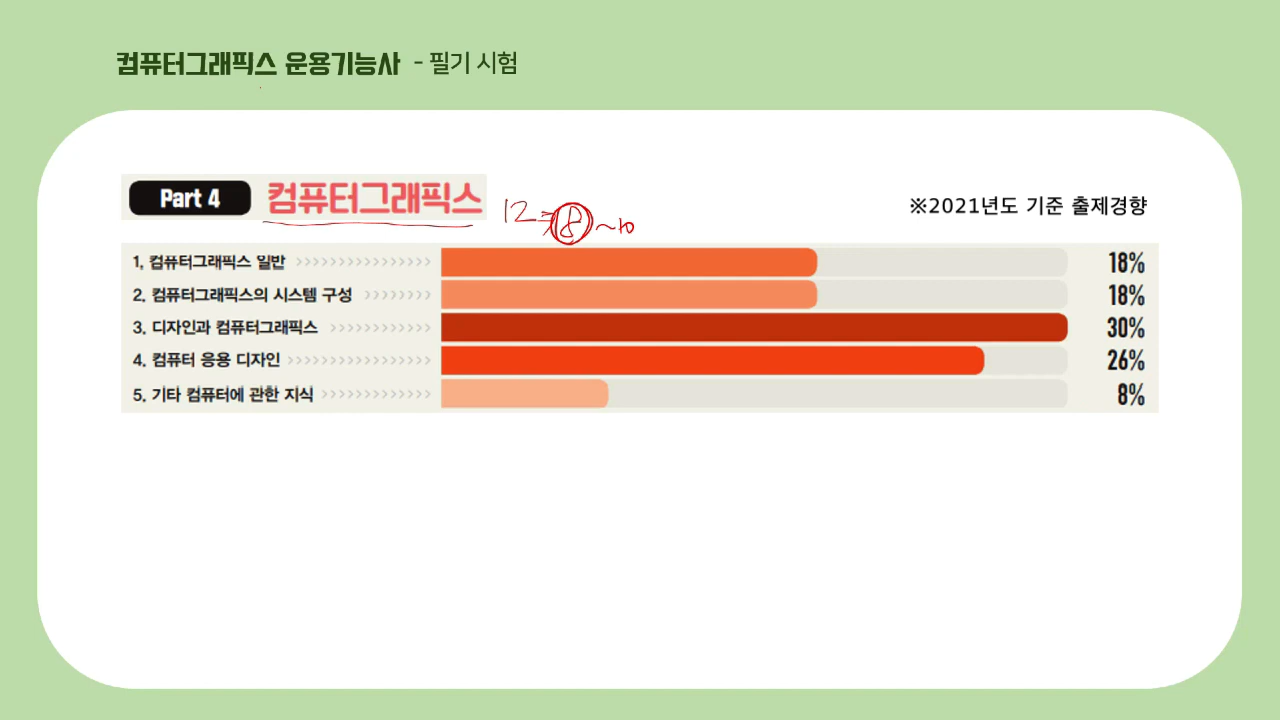 컴퓨터그래픽스 운용기능사 - 필기 시험
Part 4 컴퓨터그래픽스 12 8~10
※2021년도 기준 출제경향
1. 컴퓨터그래픽스 일반 18%
2. 컴퓨터그래픽스의 시스템 구성 18%
3. 디자인과 컴퓨터그래픽스 30%
4. 컴퓨터 응용 디자인 26%
5. 기타 컴퓨터에 관한 지식 8%